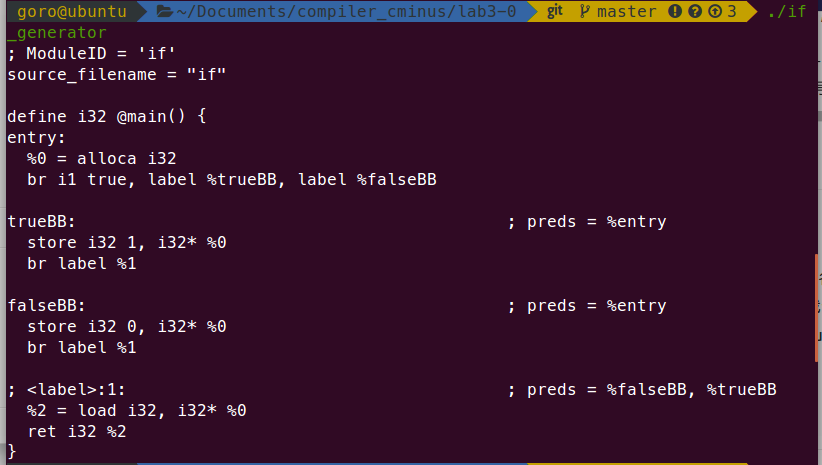 goro@ubuntu ~/Documents/compiler_cminus/lab3-0 git master 3 ./if
_generator
; ModuleID = 'if'
source_filename = "if"
define i32 @main() {
entry:
%0 = alloca i32
br i1 true, label %trueBB, label %falseBB
trueBB: ; preds = %entry
store i32 1, i32* %0
br label %1
falseBB: ; preds = %entry
store i32 0, i32* %0
br label %1
; <label>:1: ; preds = %falseBB, %trueBB
%2 = load i32, i32* %0
ret i32 %2
}